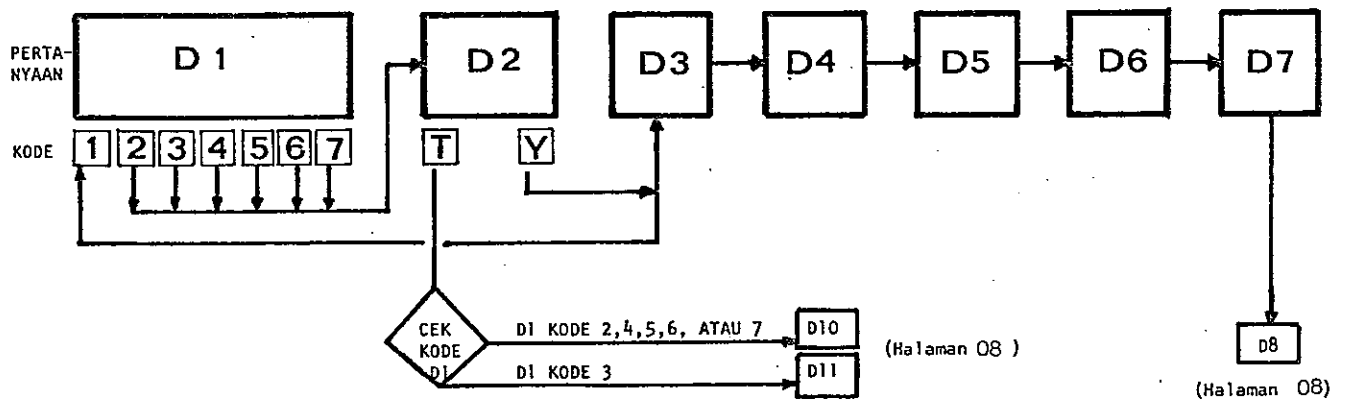 PERTA-
NYAAN
D1
D2
D3
D4
D5
D6
D7
KODE
1 2 3 4 5 6 7
T
Y
CEK
KODE
D1
D1 KODE 2,4,5,6, ATAU 7
D10
(Halaman 08 )
D1 KODE 3
D11
D8
(Halaman 08)